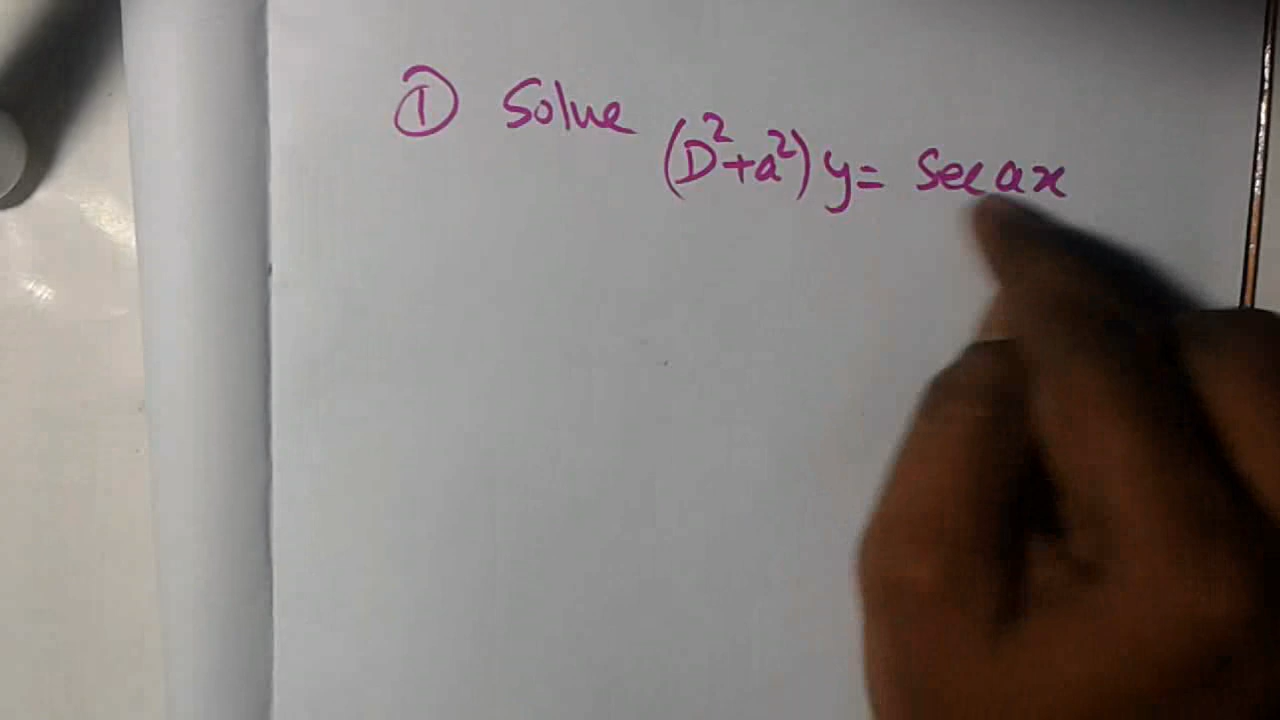 ① Solve (D²+a²) y = Sec ax